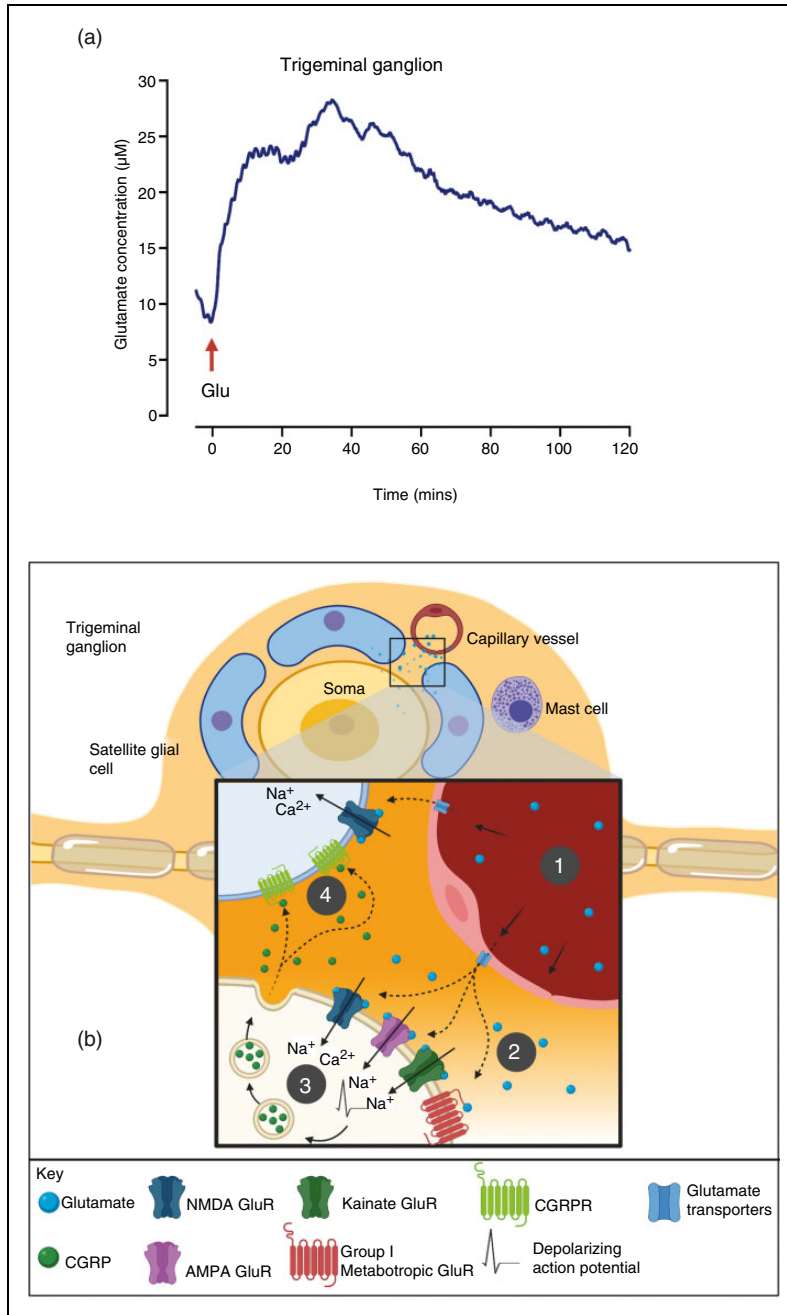 (a)
Trigeminal ganglion
30
25
20
15
10
5
0
Glutamate concentration (μM)
Glu
0 20 40 60 80 100 120
Time (mins)
Trigeminal
ganglion
Capillary vessel
Soma
Mast cell
Satellite glial
cell
Na+
Ca2+
1
4
2
(b)
Na+
Ca2+
3
Na+
Na+
Key
Glutamate
NMDA GluR
Kainate GluR
CGRPR
Glutamate
transporters
CGRP
AMPA GluR
Group I
Metabotropic GluR
Depolarizing
action potential